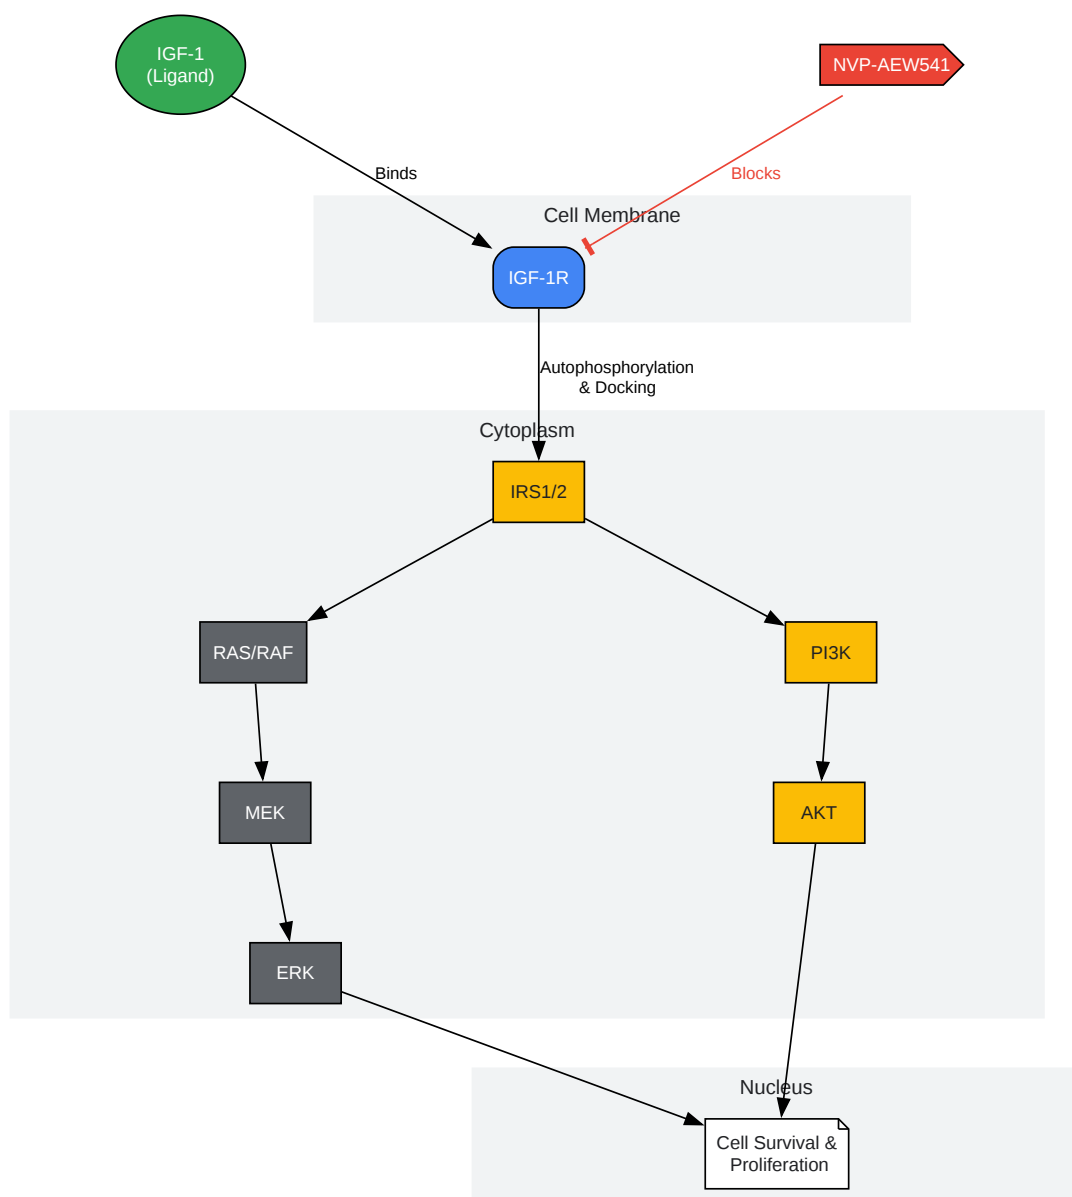 IGF-1
(Ligand)
NVP-AEW541
Binds
Blocks
Cell Membrane
IGF-1R
Autophosphorylation
& Docking
Cytoplasm
IRS1/2
RAS/RAF
PI3K
MEK
AKT
ERK
Nucleus
Cell Survival &
Proliferation